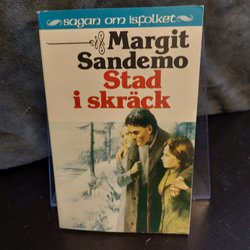 sagan om isfolket
Margit
Sandemo
Stad
i skräck